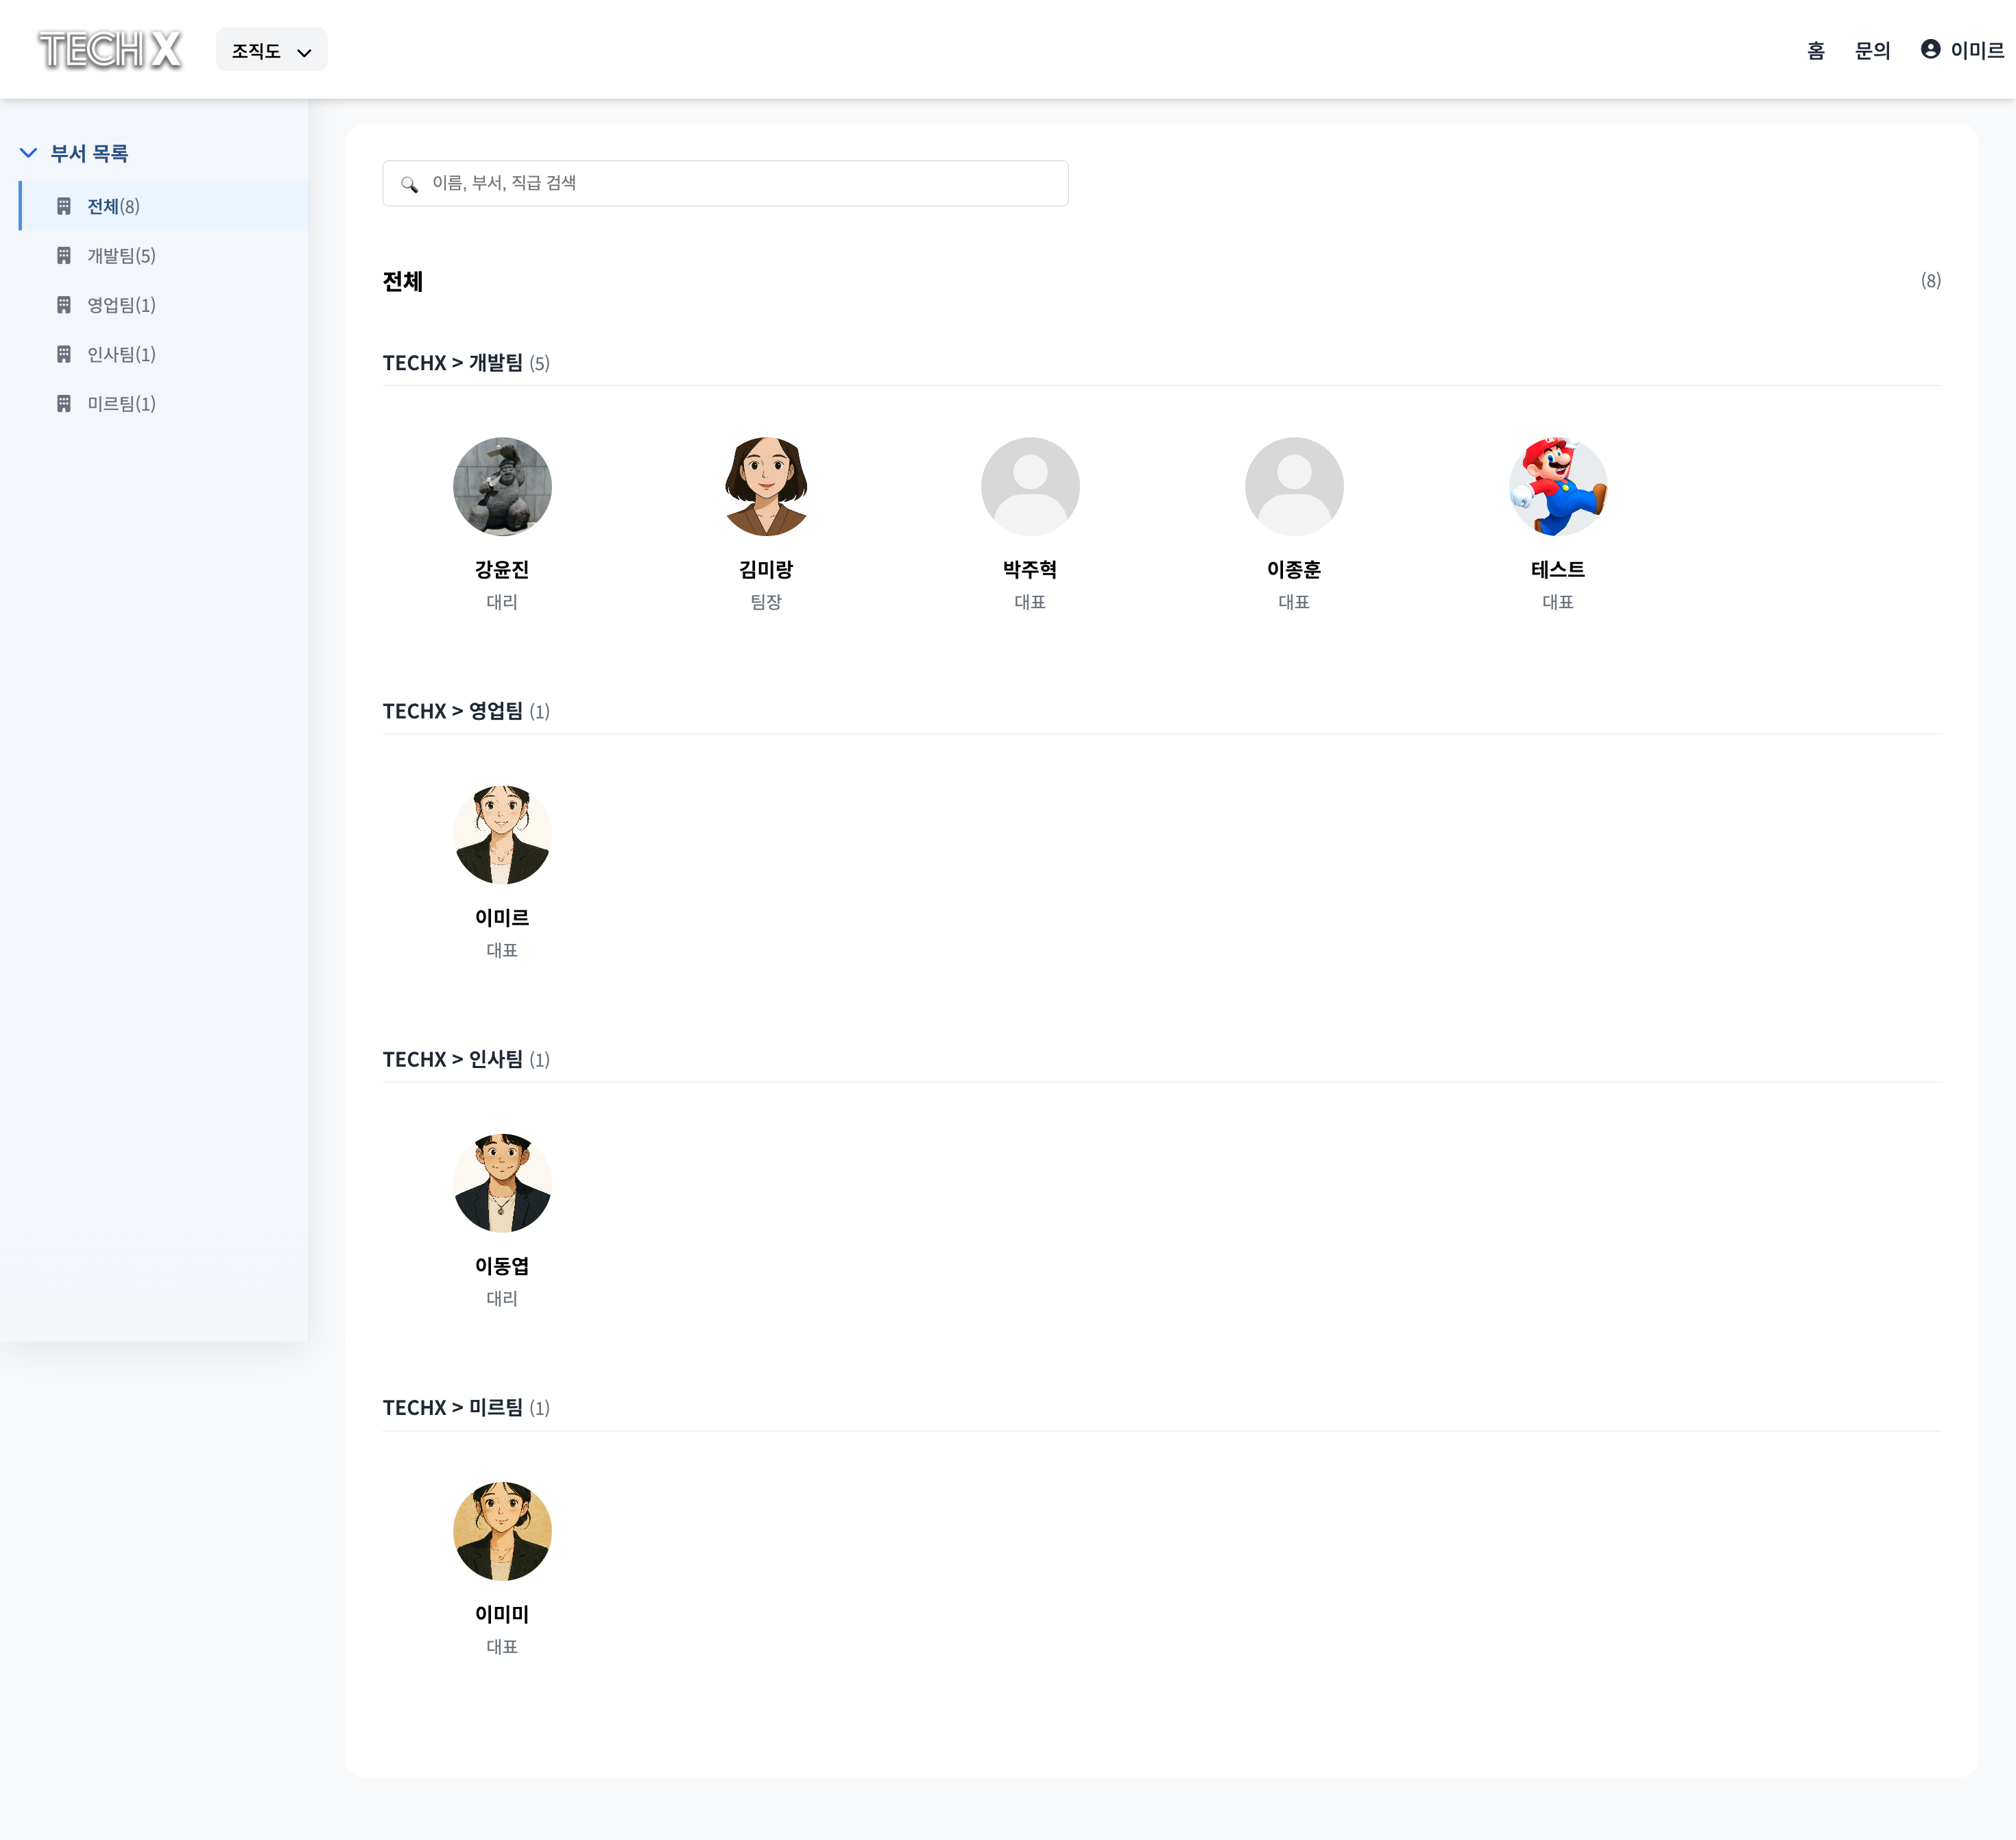 TECH X
조직도
홈 문의 이미르
부서 목록
전체(8)
개발팀(5)
영업팀(1)
인사팀(1)
미르팀(1)
이름, 부서, 직급 검색
전체 (8)
TECHX > 개발팀 (5)
강윤진 김미랑 박주혁 이종훈 테스트
대리 팀장 대표 대표 대표
TECHX > 영업팀 (1)
이미르
대표
TECHX > 인사팀 (1)
이동엽
대리
TECHX > 미르팀 (1)
이미미
대표